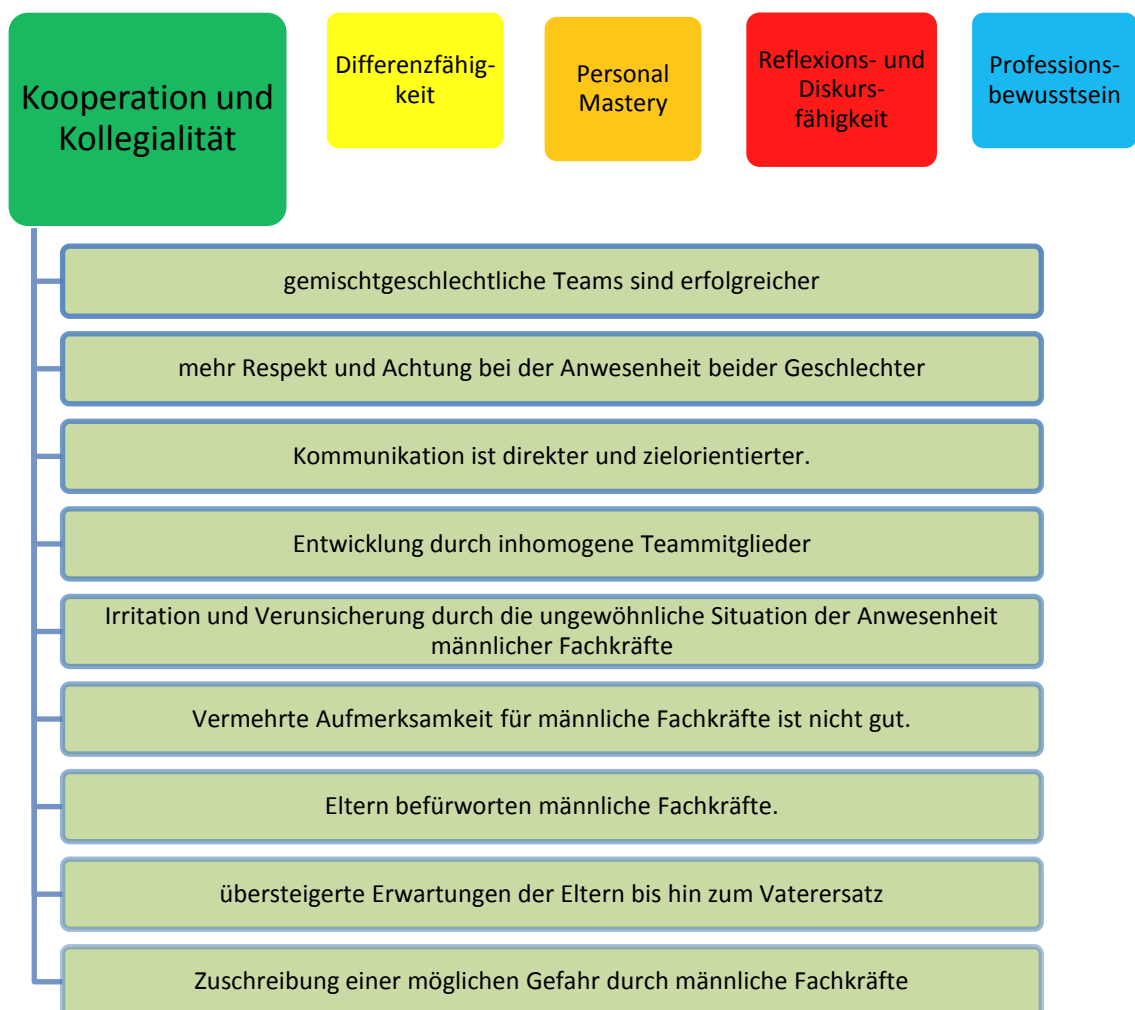 Kooperation und
Kollegialität
Differenzfähig-
keit
Personal
Mastery
Reflexions- und
Diskurs-
fähigkeit
Professions-
bewusstsein
gemischtgeschlechtliche Teams sind erfolgreicher
mehr Respekt und Achtung bei der Anwesenheit beider Geschlechter
Kommunikation ist direkter und zielorientierter.
Entwicklung durch inhomogene Teammitglieder
Irritation und Verunsicherung durch die ungewöhnliche Situation der Anwesenheit
männlicher Fachkräfte
Vermehrte Aufmerksamkeit für männliche Fachkräfte ist nicht gut.
Eltern befürworten männliche Fachkräfte.
übersteigerte Erwartungen der Eltern bis hin zum Vaterersatz
Zuschreibung einer möglichen Gefahr durch männliche Fachkräfte